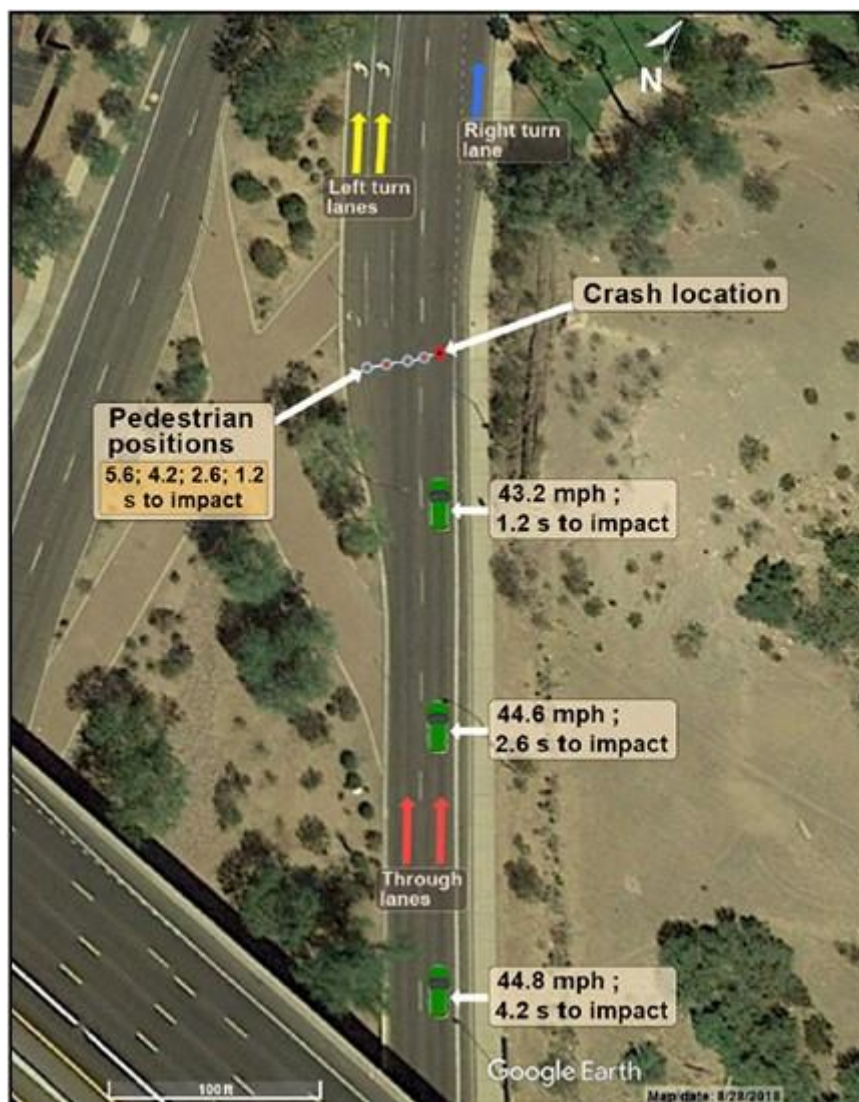 N
Right turn
lane
Left turn
lanes
Crash location
Pedestrian
positions
5.6; 4.2; 2.6; 1.2
s to impact
43.2 mph ;
1.2 s to impact
44.6 mph ;
2.6 s to impact
Through
lanes
44.8 mph ;
4.2 s to impact
Google Earth
100 ft
Map date: 8/28/2018